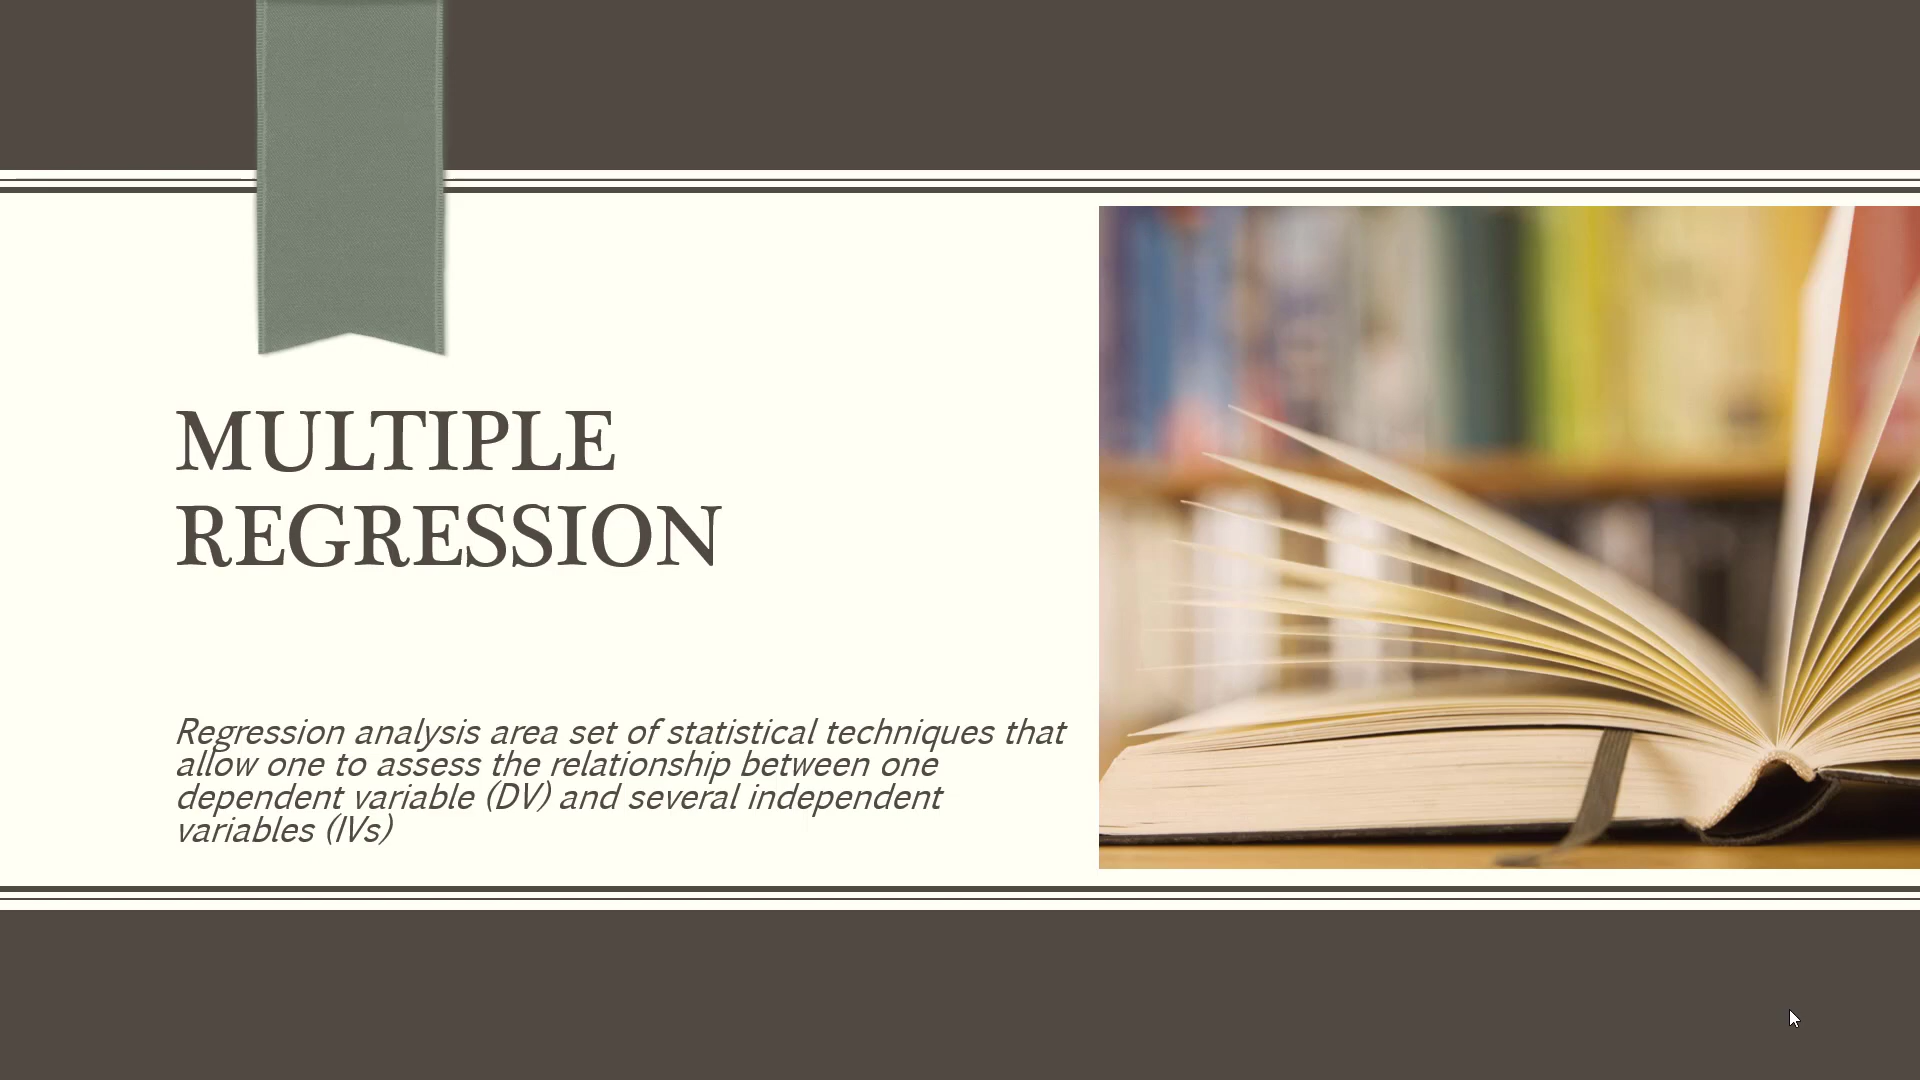 MULTIPLE
REGRESSION
Regression analysis area set of statistical techniques that
allow one to assess the relationship between one
dependent variable (DV) and several independent
variables (IVs)